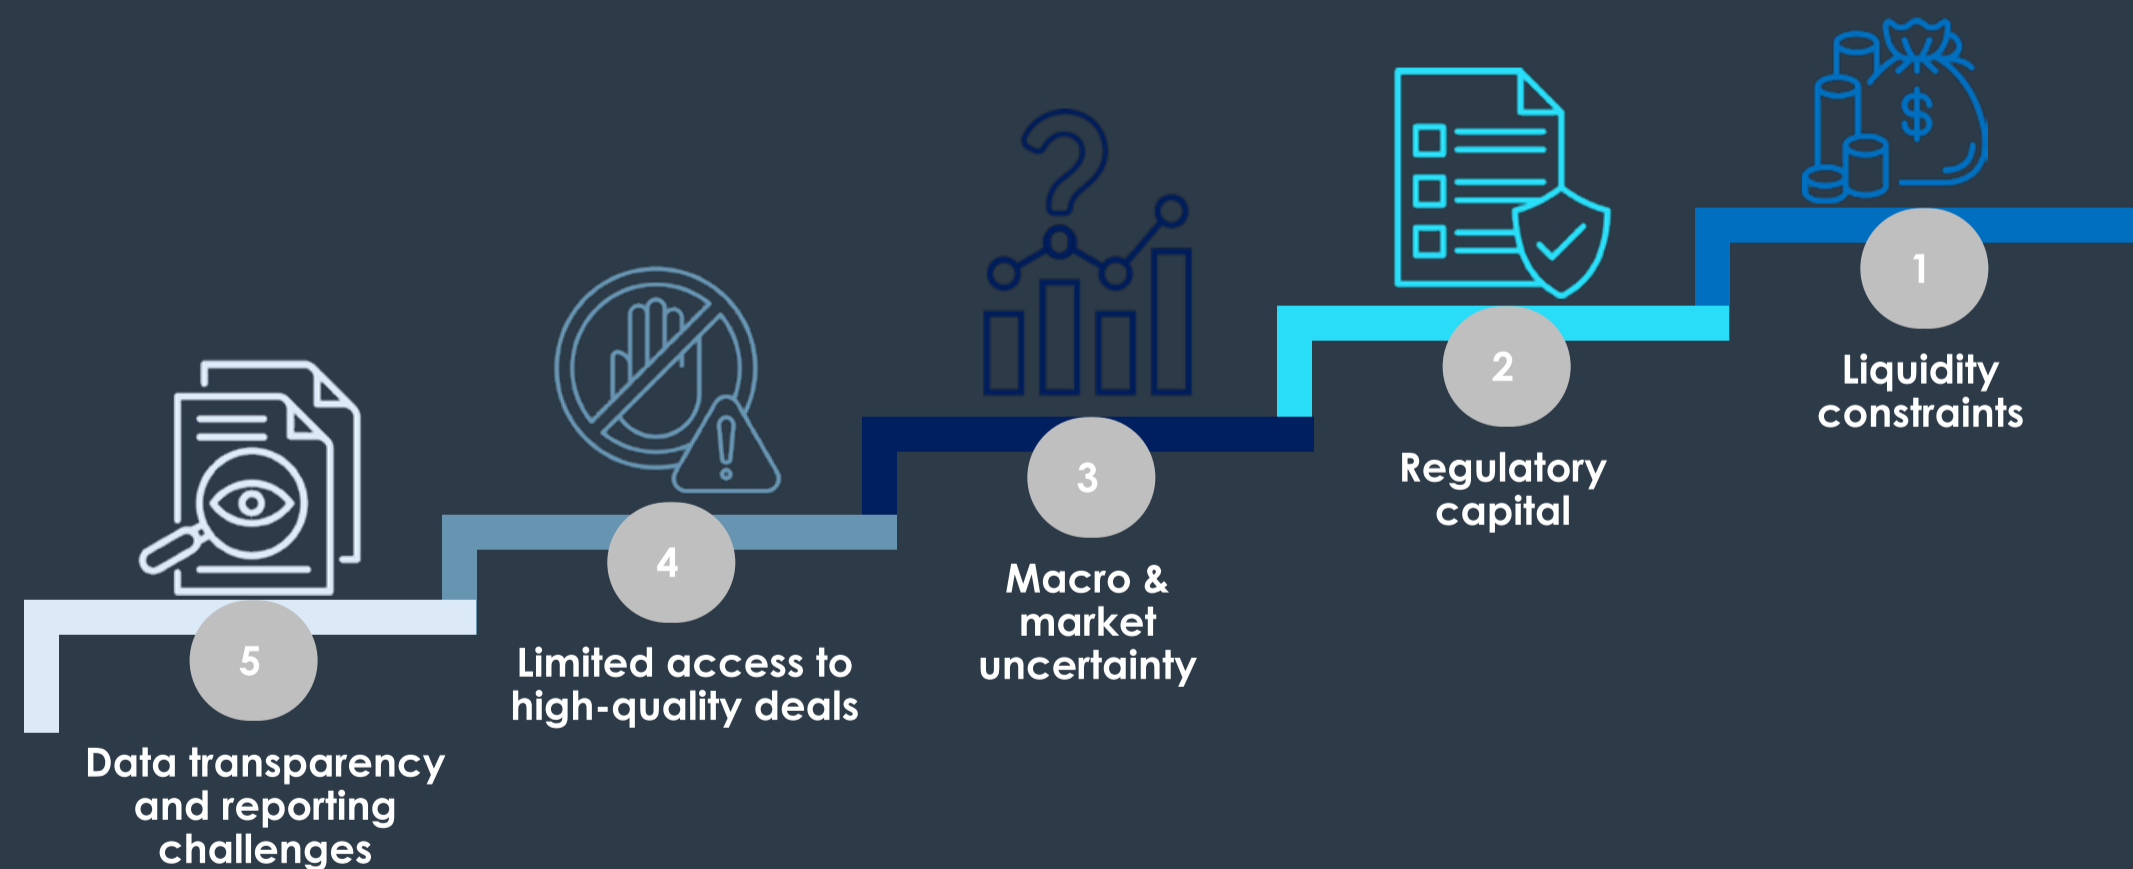 5
Data transparency
and reporting
challenges
4
Limited access to
high-quality deals
3
Macro &
market
uncertainty
2
Regulatory
capital
$
1
Liquidity
constraints